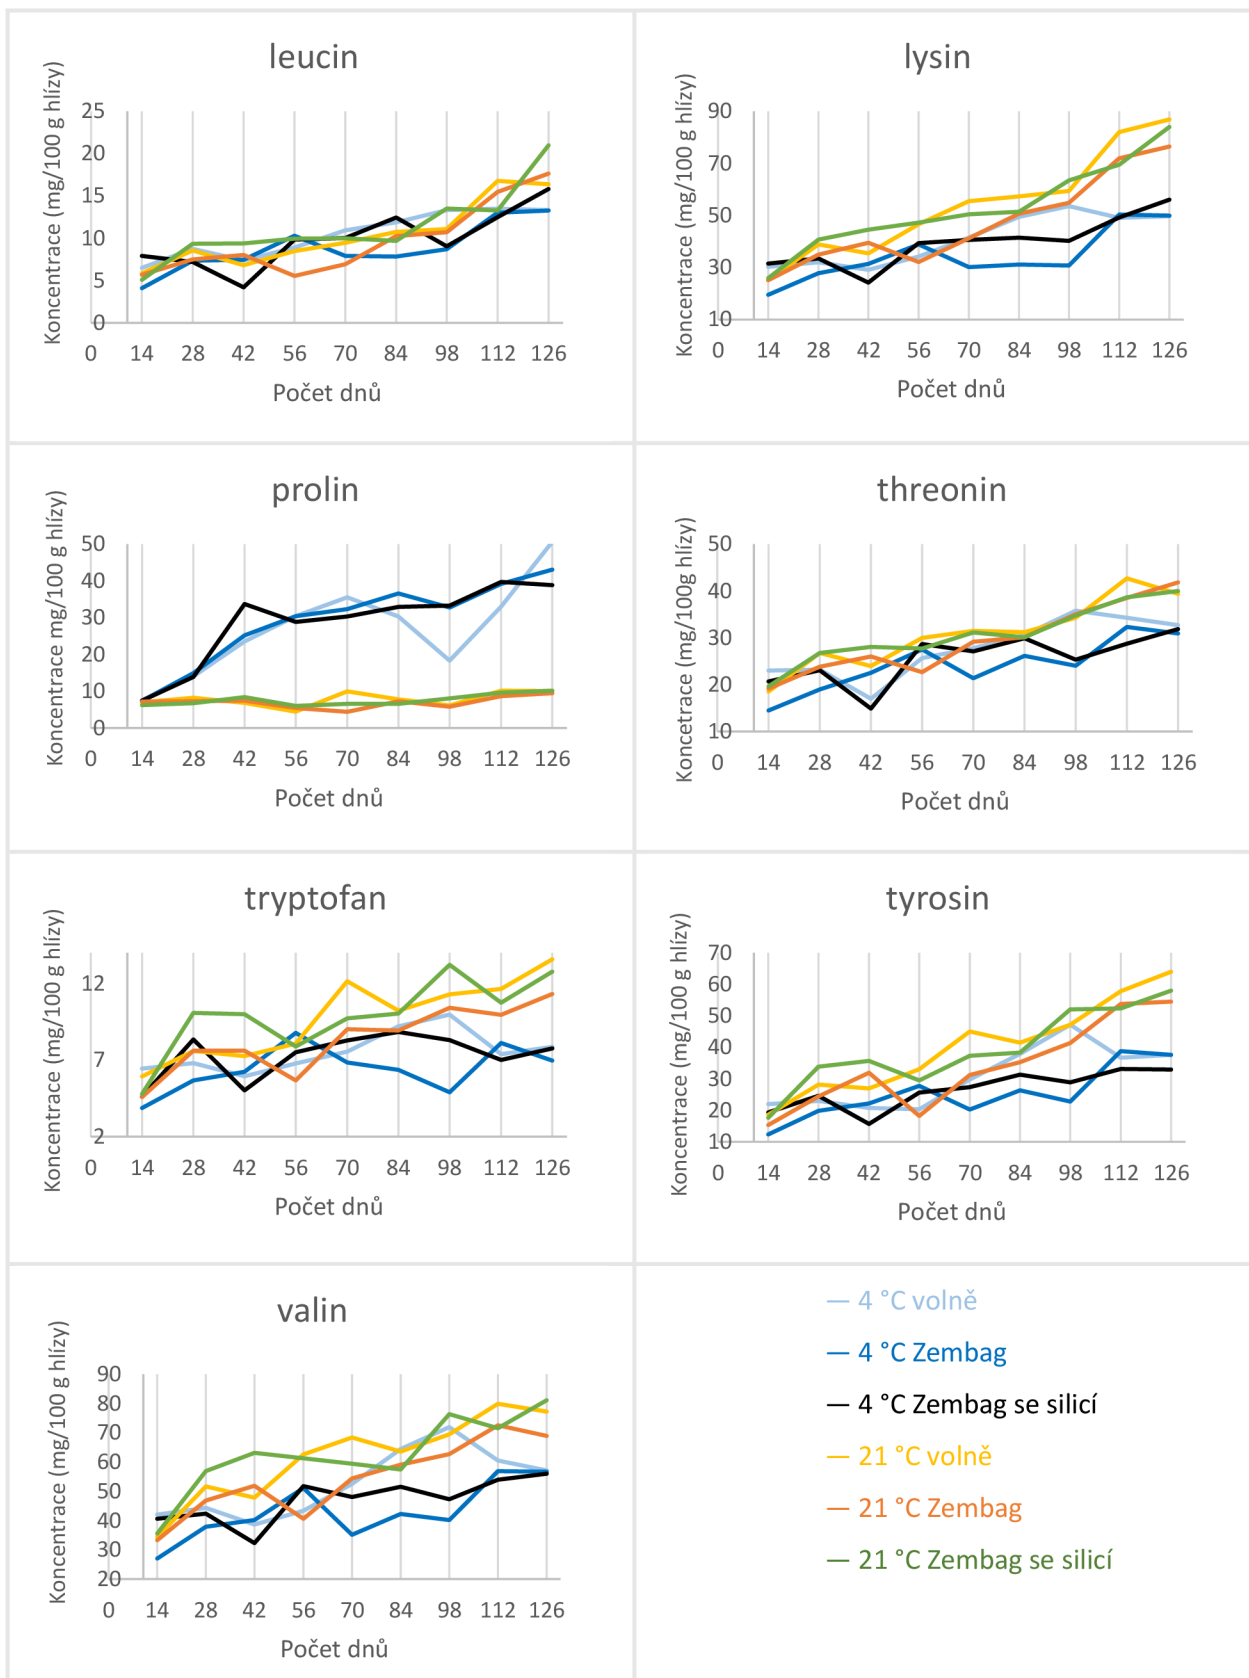 leucin
Koncentrace (mg/100 g hlízy)
25
20
15
10
5
0
0 14 28 42 56 70 84 98 112 126
Počet dnů
lysin
Koncentrace (mg/100 g hlízy)
90
70
50
30
10
0 14 28 42 56 70 84 98 112 126
Počet dnů
prolin
Koncentrace mg/100 g hlízy)
50
40
30
20
10
0
0 14 28 42 56 70 84 98 112 126
Počet dnů
threonin
Koncetrace (mg/100g hlízy)
50
40
30
20
10
0 14 28 42 56 70 84 98 112 126
Počet dnů
tryptofan
Koncentrace (mg/100 g hlízy)
12
7
2
0 14 28 42 56 70 84 98 112 126
Počet dnů
tyrosin
Koncentrace (mg/100 g hlízy)
70
60
50
40
30
20
10
0 14 28 42 56 70 84 98 112 126
Počet dnů
valin
Koncentrace (mg/100 g hlízy)
90
80
70
60
50
40
30
20
0 14 28 42 56 70 84 98 112 126
Počet dnů
— 4 °C volně
— 4 °C Zembag
— 4 °C Zembag se silicí
— 21 °C volně
— 21 °C Zembag
— 21 °C Zembag se silicí